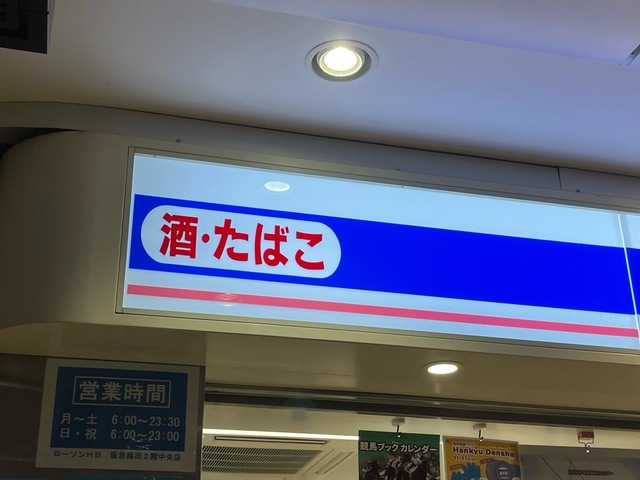 酒・たばこ
営業時間
月～土 6:00～23:30
日・祝 6:00～23:00
ローソンHB 阪急梅田2階中央店
競馬ブックカレンダー
Hankyu Densha